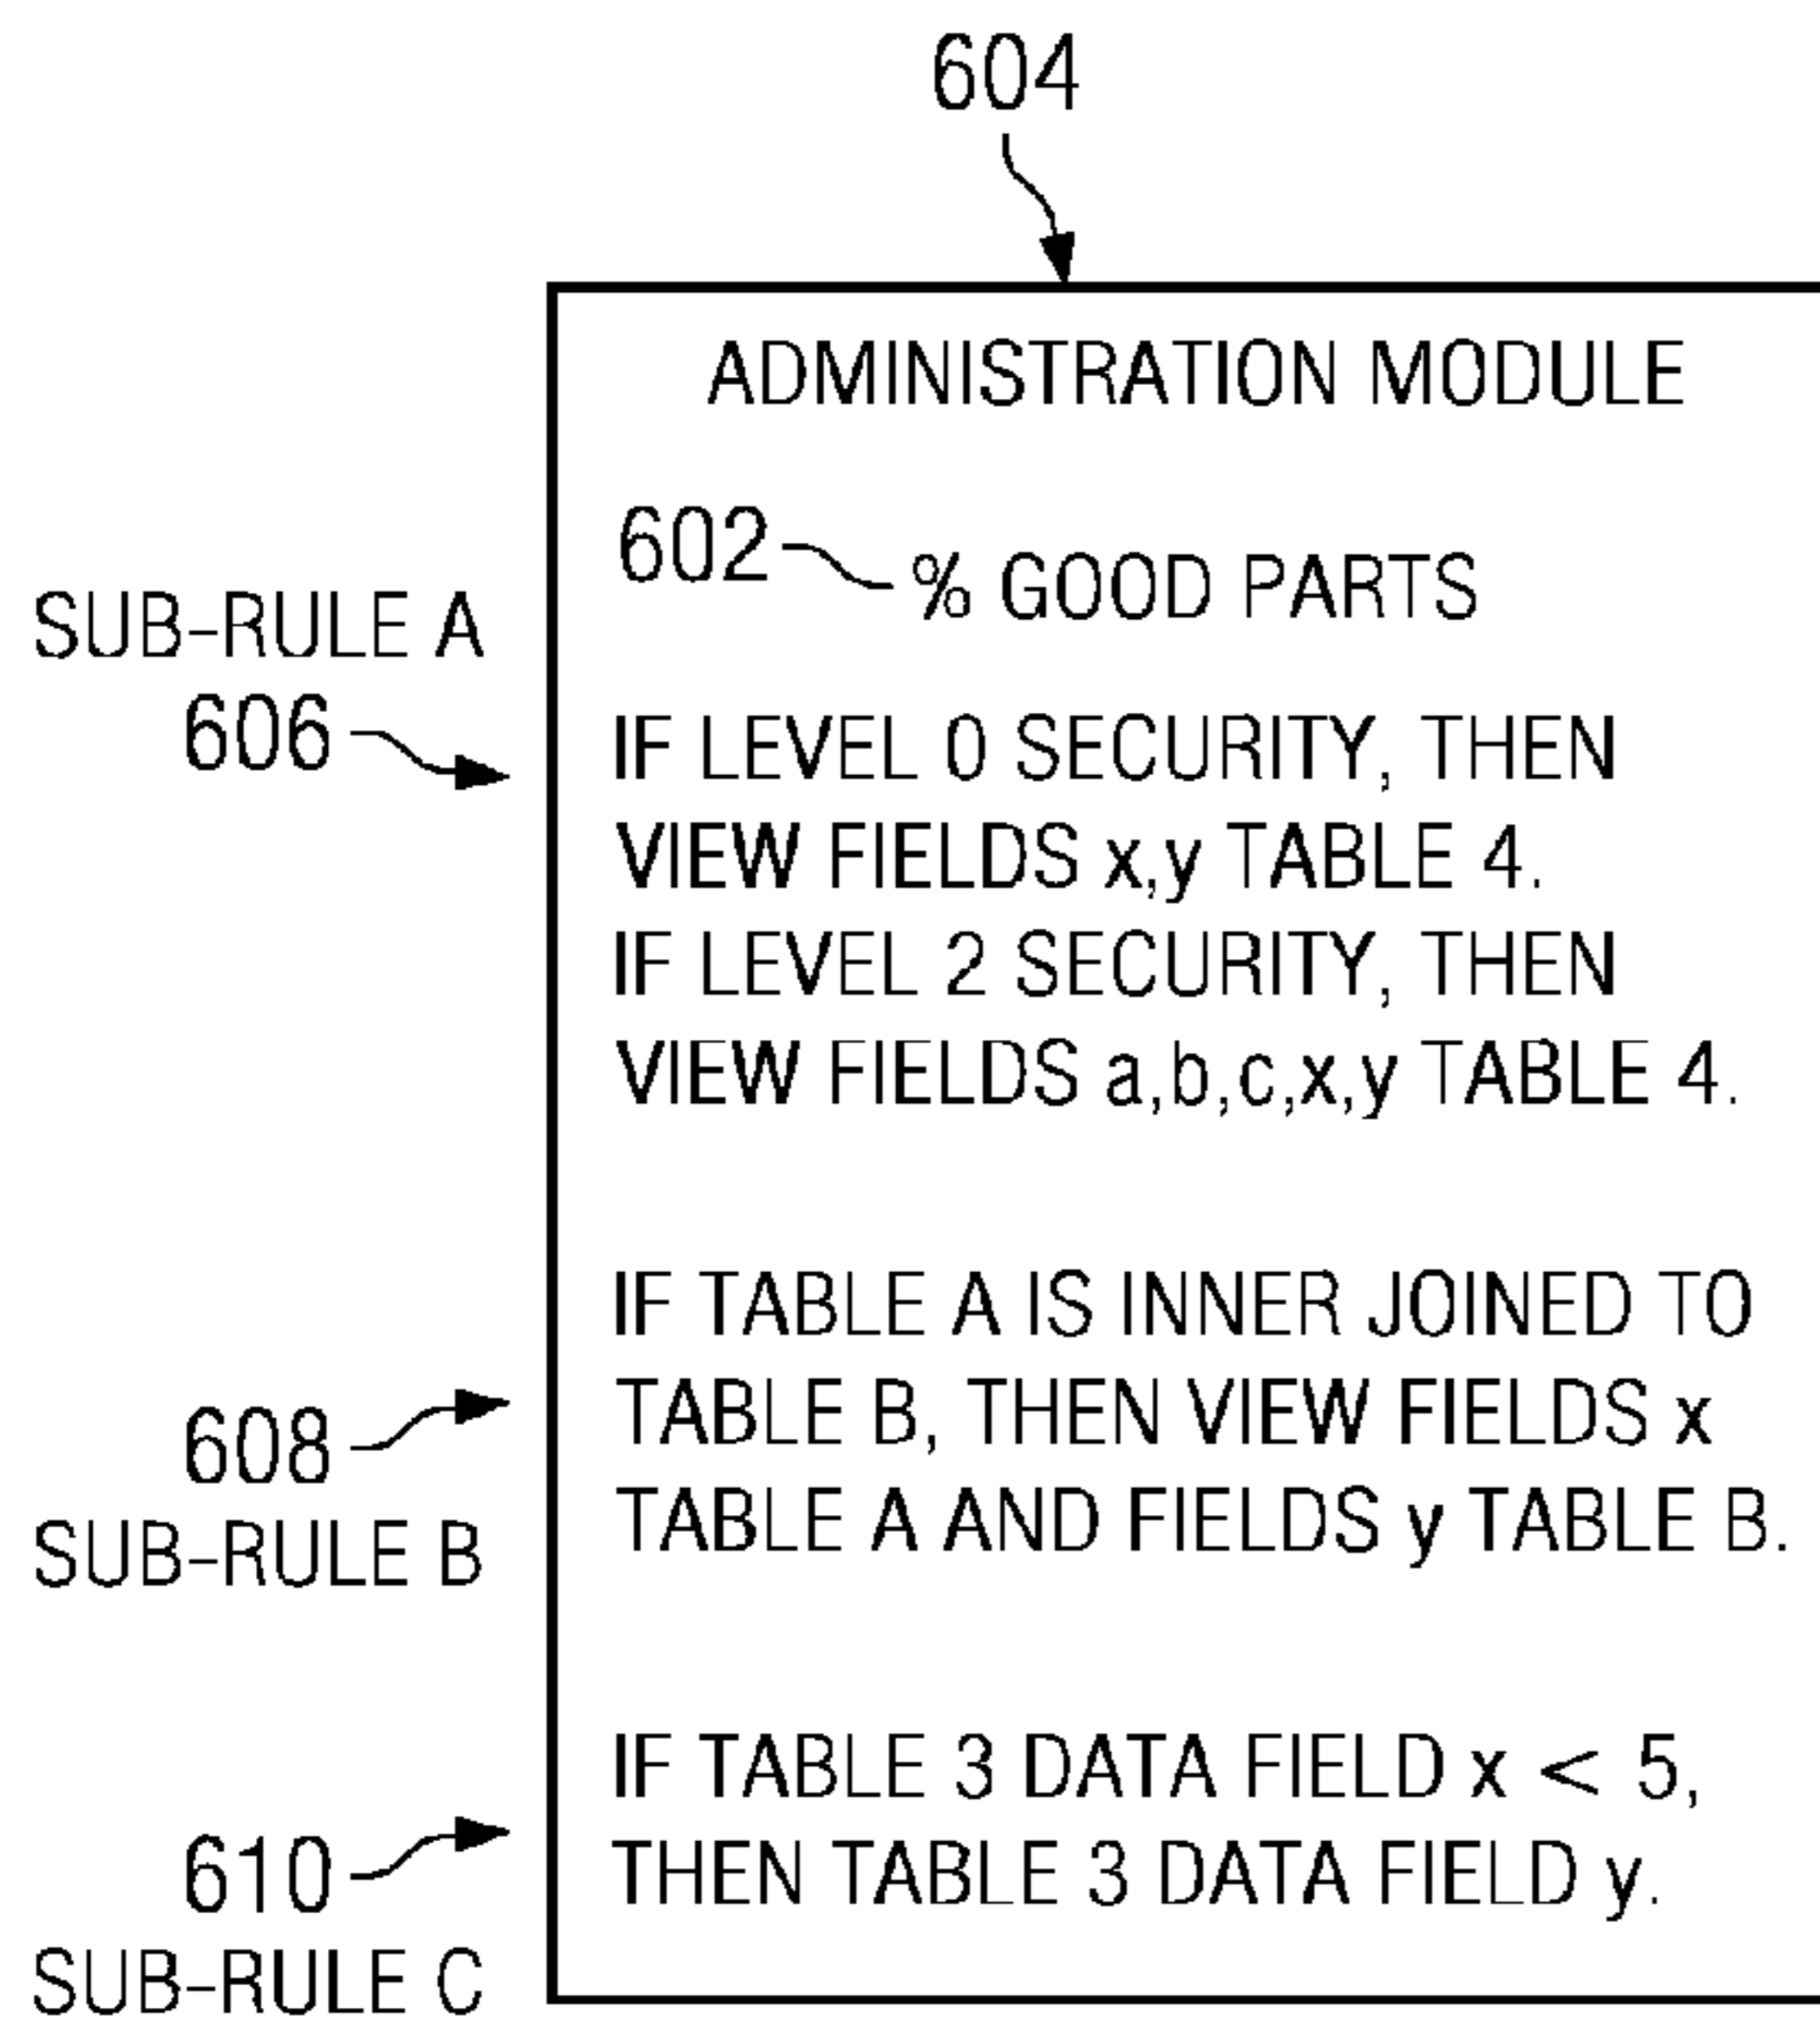 604
ADMINISTRATION MODULE
602
% GOOD PARTS
SUB-RULE A
606
IF LEVEL 0 SECURITY, THEN
VIEW FIELDS x,y TABLE 4.
IF LEVEL 2 SECURITY, THEN
VIEW FIELDS a,b,c,x,y TABLE 4.
IF TABLE A IS INNER JOINED TO
TABLE B, THEN VIEW FIELDS x
TABLE A AND FIELDS y TABLE B.
608
SUB-RULE B
IF TABLE 3 DATA FIELD x < 5,
THEN TABLE 3 DATA FIELD y.
610
SUB-RULE C